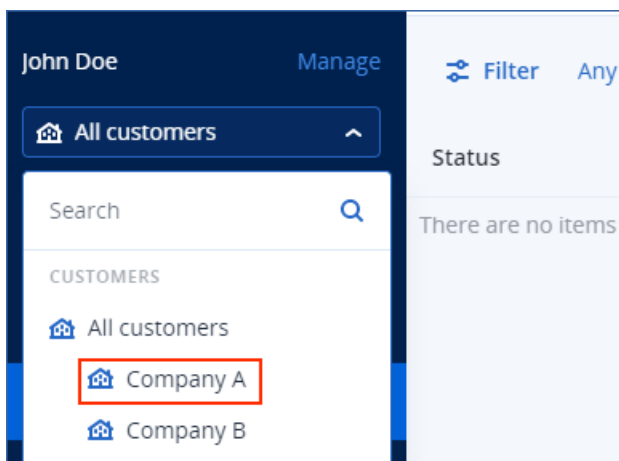 John Doe Manage
All customers
Search
CUSTOMERS
All customers
Company A
Company B
Filter Any
Status
There are no items